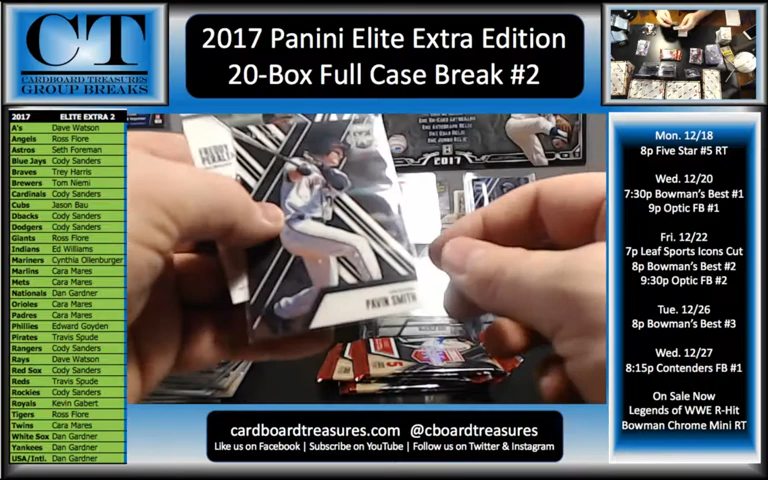 CT
CARDBOARD TREASURES
GROUP BREAKS
2017 Panini Elite Extra Edition
20-Box Full Case Break #2
2017 ELITE EXTRA 2
A's Dave Watson
Angels Ross Flore
Astros Seth Foreman
Blue Jays Cody Sanders
Braves Trey Harris
Brewers Tom Niemi
Cardinals Cody Sanders
Cubs Jason Bau
Dbacks Cody Sanders
Dodgers Cody Sanders
Giants Ross Flore
Indians Ed Williams
Mariners Cynthia Ollenburger
Marlins Cara Mares
Mets Cara Mares
Nationals Dan Gardner
Orioles Cara Mares
Padres Cara Mares
Phillies Edward Goyden
Pirates Travis Spude
Rangers Cody Sanders
Rays Dave Watson
Red Sox Cody Sanders
Reds Travis Spude
Rockies Cody Sanders
Royals Kevin Gabert
Tigers Ross Flore
Twins Cara Mares
White Sox Dan Gardner
Yankees Dan Gardner
USA/Intl. Dan Gardner
FREDDY PERALTA
PAVIN SMITH
ONE AUTOGRAPH RELIC
ONE JUMBO RELIC
2017
Mon. 12/18
8p Five Star #5 RT
Wed. 12/20
7:30p Bowman's Best #1
9p Optic FB #1
Fri. 12/22
7p Leaf Sports Icons Cut
8p Bowman's Best #2
9:30p Optic FB #2
Tue. 12/26
8p Bowman's Best #3
Wed. 12/27
8:15p Contenders FB #1
On Sale Now
Legends of WWE R-Hit
Bowman Chrome Mini RT
cardboardtreasures.com @cboardtreasures
Like us on Facebook | Subscribe on YouTube | Follow us on Twitter & Instagram